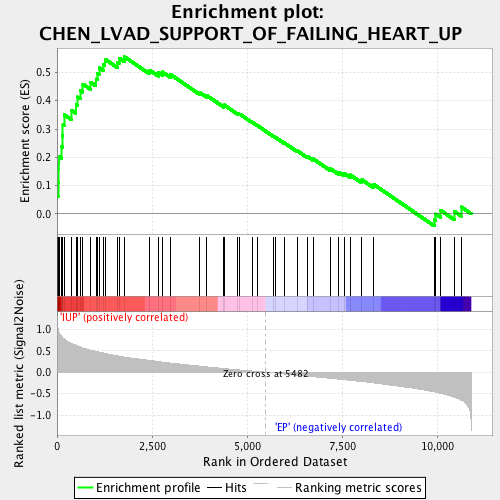 Enrichment plot:
CHEN_LVAD_SUPPORT_OF_FAILING_HEART_UP
Enrichment score (ES)
0.5
0.4
0.3
0.2
0.1
0.0
'IUP' (positively correlated)
Ranked list metric (Signal2Noise)
1.0
0.5
0.0
-0.5
-1.0
Zero cross at 5482
'EP' (negatively correlated)
0
2,500
5,000
7,500
10,000
Rank in Ordered Dataset
Enrichment profile
Hits
Ranking metric scores